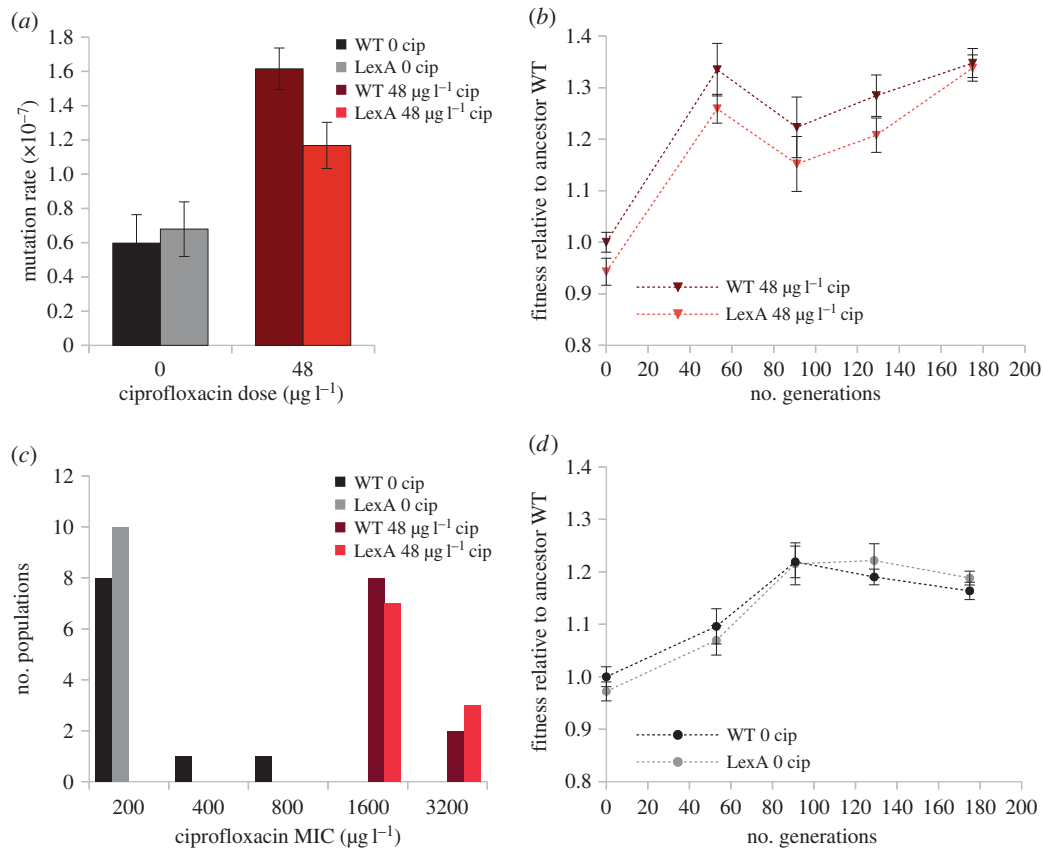 (a)
1.8
1.6
1.4
1.2
1.0
0.8
0.6
0.4
0.2
0
mutation rate (×10⁻⁷)
WT 0 cip
LexA 0 cip
WT 48 µg l⁻¹ cip
LexA 48 µg l⁻¹ cip
0 48
ciprofloxacin dose (µg l⁻¹)
(b)
1.4
1.3
1.2
1.1
1.0
0.9
0.8
fitness relative to ancestor WT
WT 48 µg l⁻¹ cip
LexA 48 µg l⁻¹ cip
0 20 40 60 80 100 120 140 160 180 200
no. generations
(c)
12
10
8
6
4
2
0
no. populations
WT 0 cip
LexA 0 cip
WT 48 µg l⁻¹ cip
LexA 48 µg l⁻¹ cip
200 400 800 1600 3200
ciprofloxacin MIC (µg l⁻¹)
(d)
1.4
1.3
1.2
1.1
1.0
0.9
0.8
fitness relative to ancestor WT
WT 0 cip
LexA 0 cip
0 20 40 60 80 100 120 140 160 180 200
no. generations